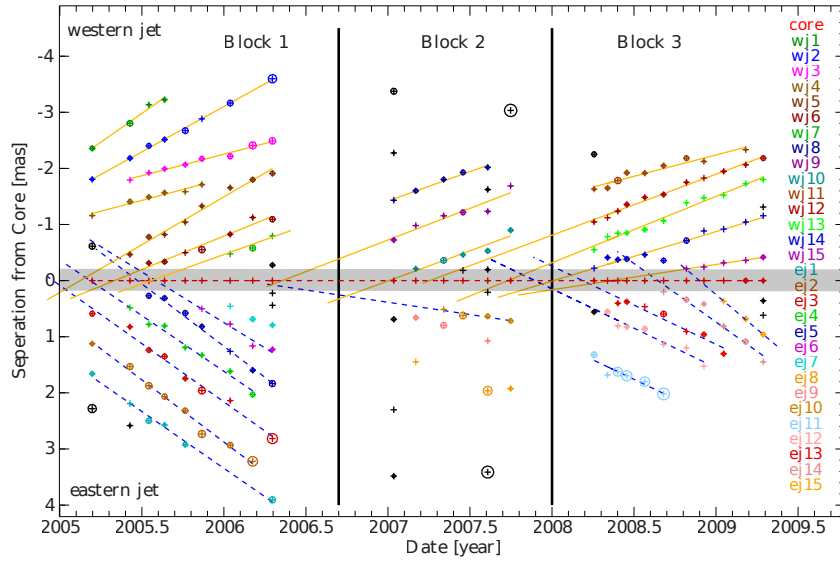 western jet
Block 1
Block 2
Block 3
eastern jet
Seperation from Core [mas]
-4
-3
-2
-1
0
1
2
3
4
2005
2005.5
2006
2006.5
2007
2007.5
2008
2008.5
2009
2009.5
Date [year]
core
wj1
wj2
wj3
wj4
wj5
wj6
wj7
wj8
wj9
wj10
wj11
wj12
wj13
wj14
wj15
ej1
ej2
ej3
ej4
ej5
ej6
ej7
ej8
ej9
ej10
ej11
ej12
ej13
ej14
ej15